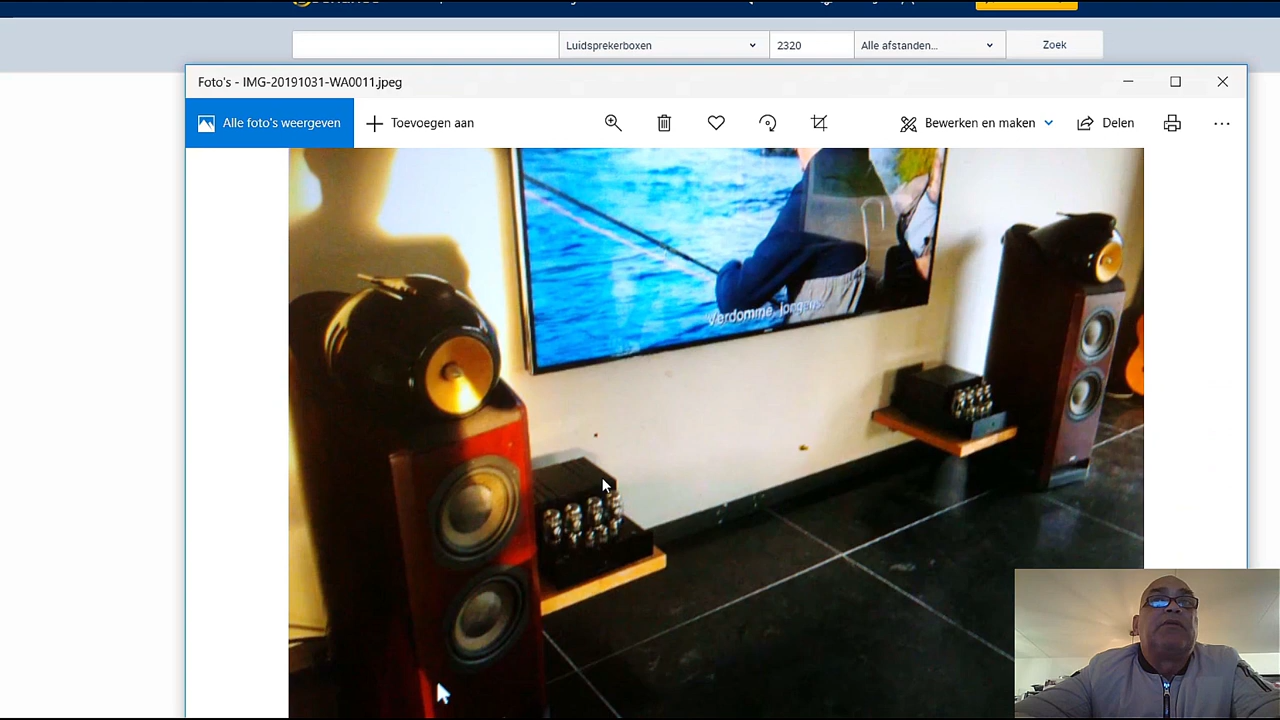 Luidsprekerboxen
2320
Alle afstanden...
Zoek
Foto's - IMG-20191031-WA0011.jpeg
Alle foto's weergeven
Toevoegen aan
Bewerken en maken
Delen
Verdomme, jongens.